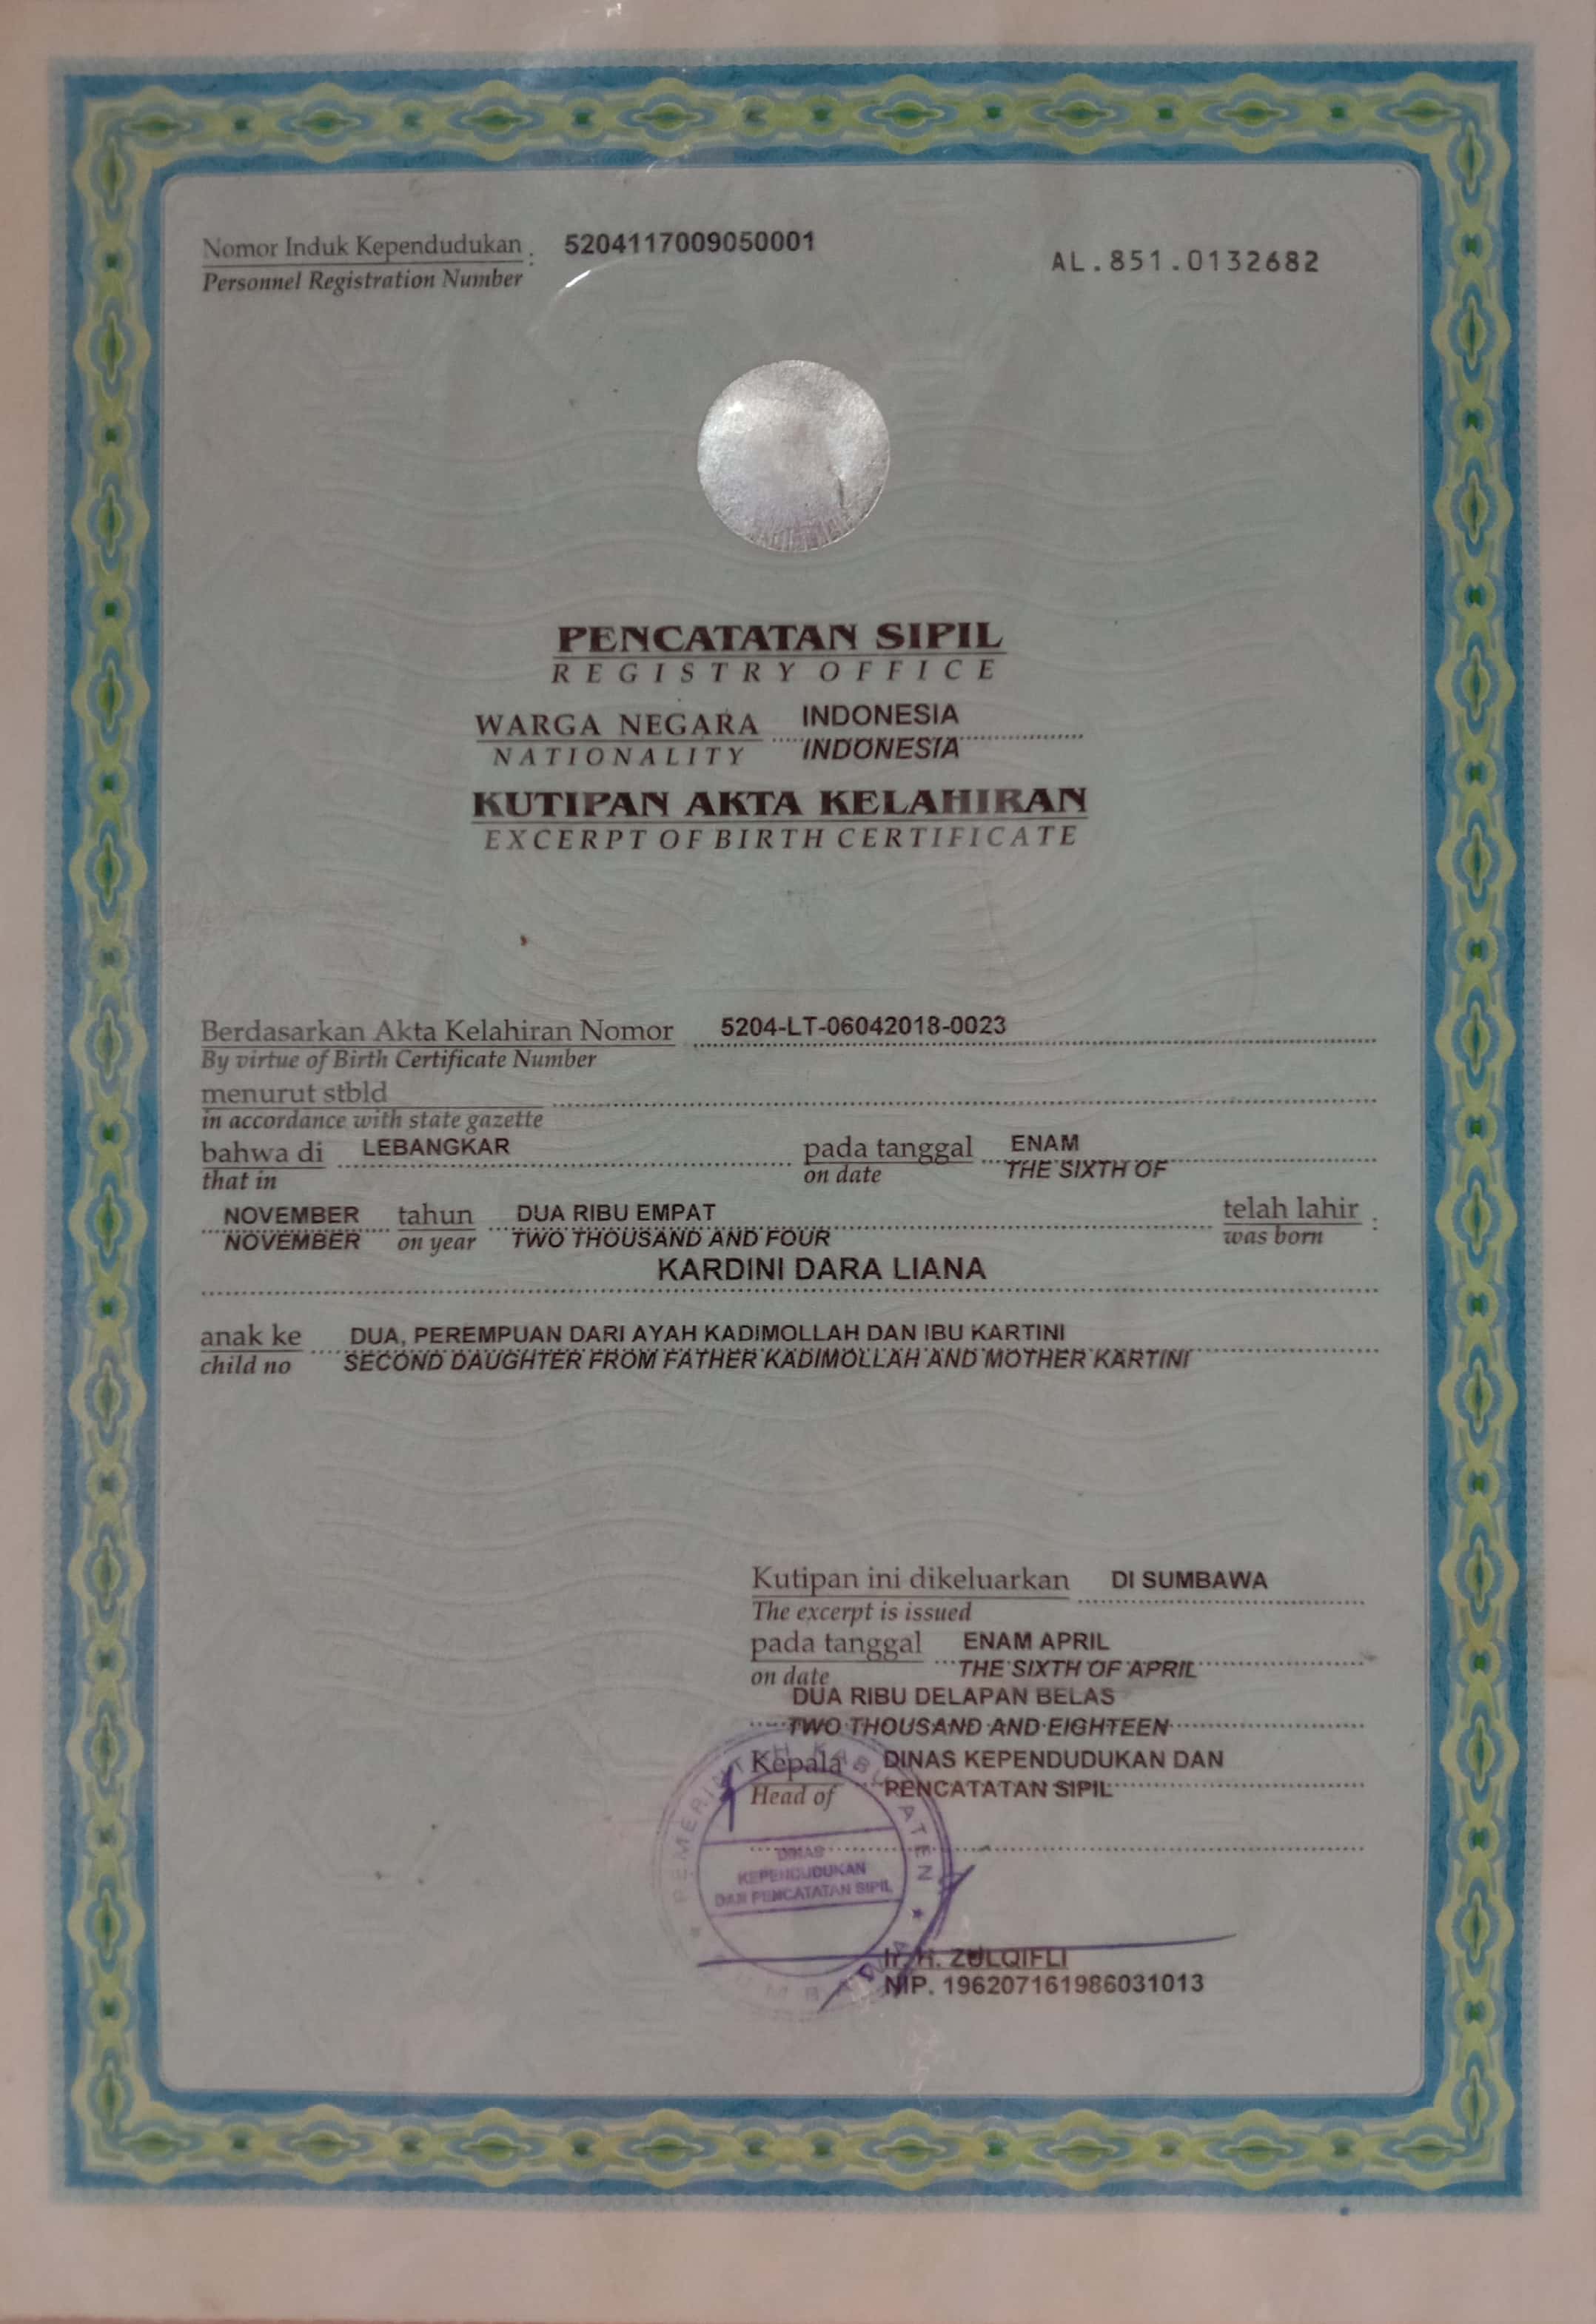 Nomor Induk Kependudukan : 5204117009050001
Personnel Registration Number
AL.851.0132682
PENCATATAN SIPIL
REGISTRY OFFICE
WARGA NEGARA INDONESIA
NATIONALITY INDONESIA
KUTIPAN AKTA KELAHIRAN
EXCERPT OF BIRTH CERTIFICATE
Berdasarkan Akta Kelahiran Nomor 5204-LT-06042018-0023
By virtue of Birth Certificate Number
menurut stbld
in accordance with state gazette
bahwa di LEBANGKAR pada tanggal ENAM
that in on date THE SIXTH OF
NOVEMBER tahun DUA RIBU EMPAT telah lahir :
NOVEMBER on year TWO THOUSAND AND FOUR was born
KARDINI DARA LIANA
anak ke DUA, PEREMPUAN DARI AYAH KADIMOLLAH DAN IBU KARTINI
child no SECOND DAUGHTER FROM FATHER KADIMOLLAH AND MOTHER KARTINI
Kutipan ini dikeluarkan DI SUMBAWA
The excerpt is issued
pada tanggal ENAM APRIL
on date THE SIXTH OF APRIL
DUA RIBU DELAPAN BELAS
TWO THOUSAND AND EIGHTEEN
Kepala DINAS KEPENDUDUKAN DAN
Head of PENCATATAN SIPIL
DINAS
KEPENDUDUKAN
DAN PENCATATAN SIPIL
Ir. H. ZULQIFLI
NIP. 196207161986031013